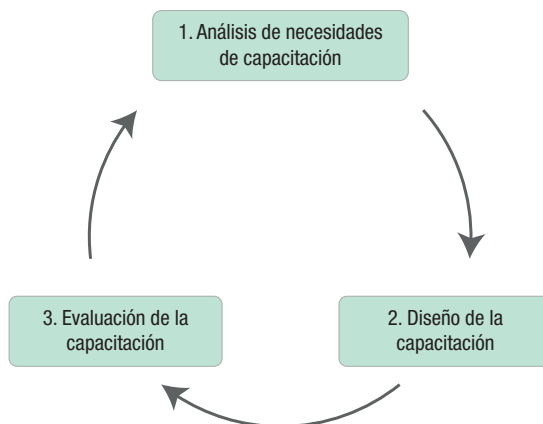 1. Análisis de necesidades
de capacitación
3. Evaluación de la
capacitación
2. Diseño de la
capacitación